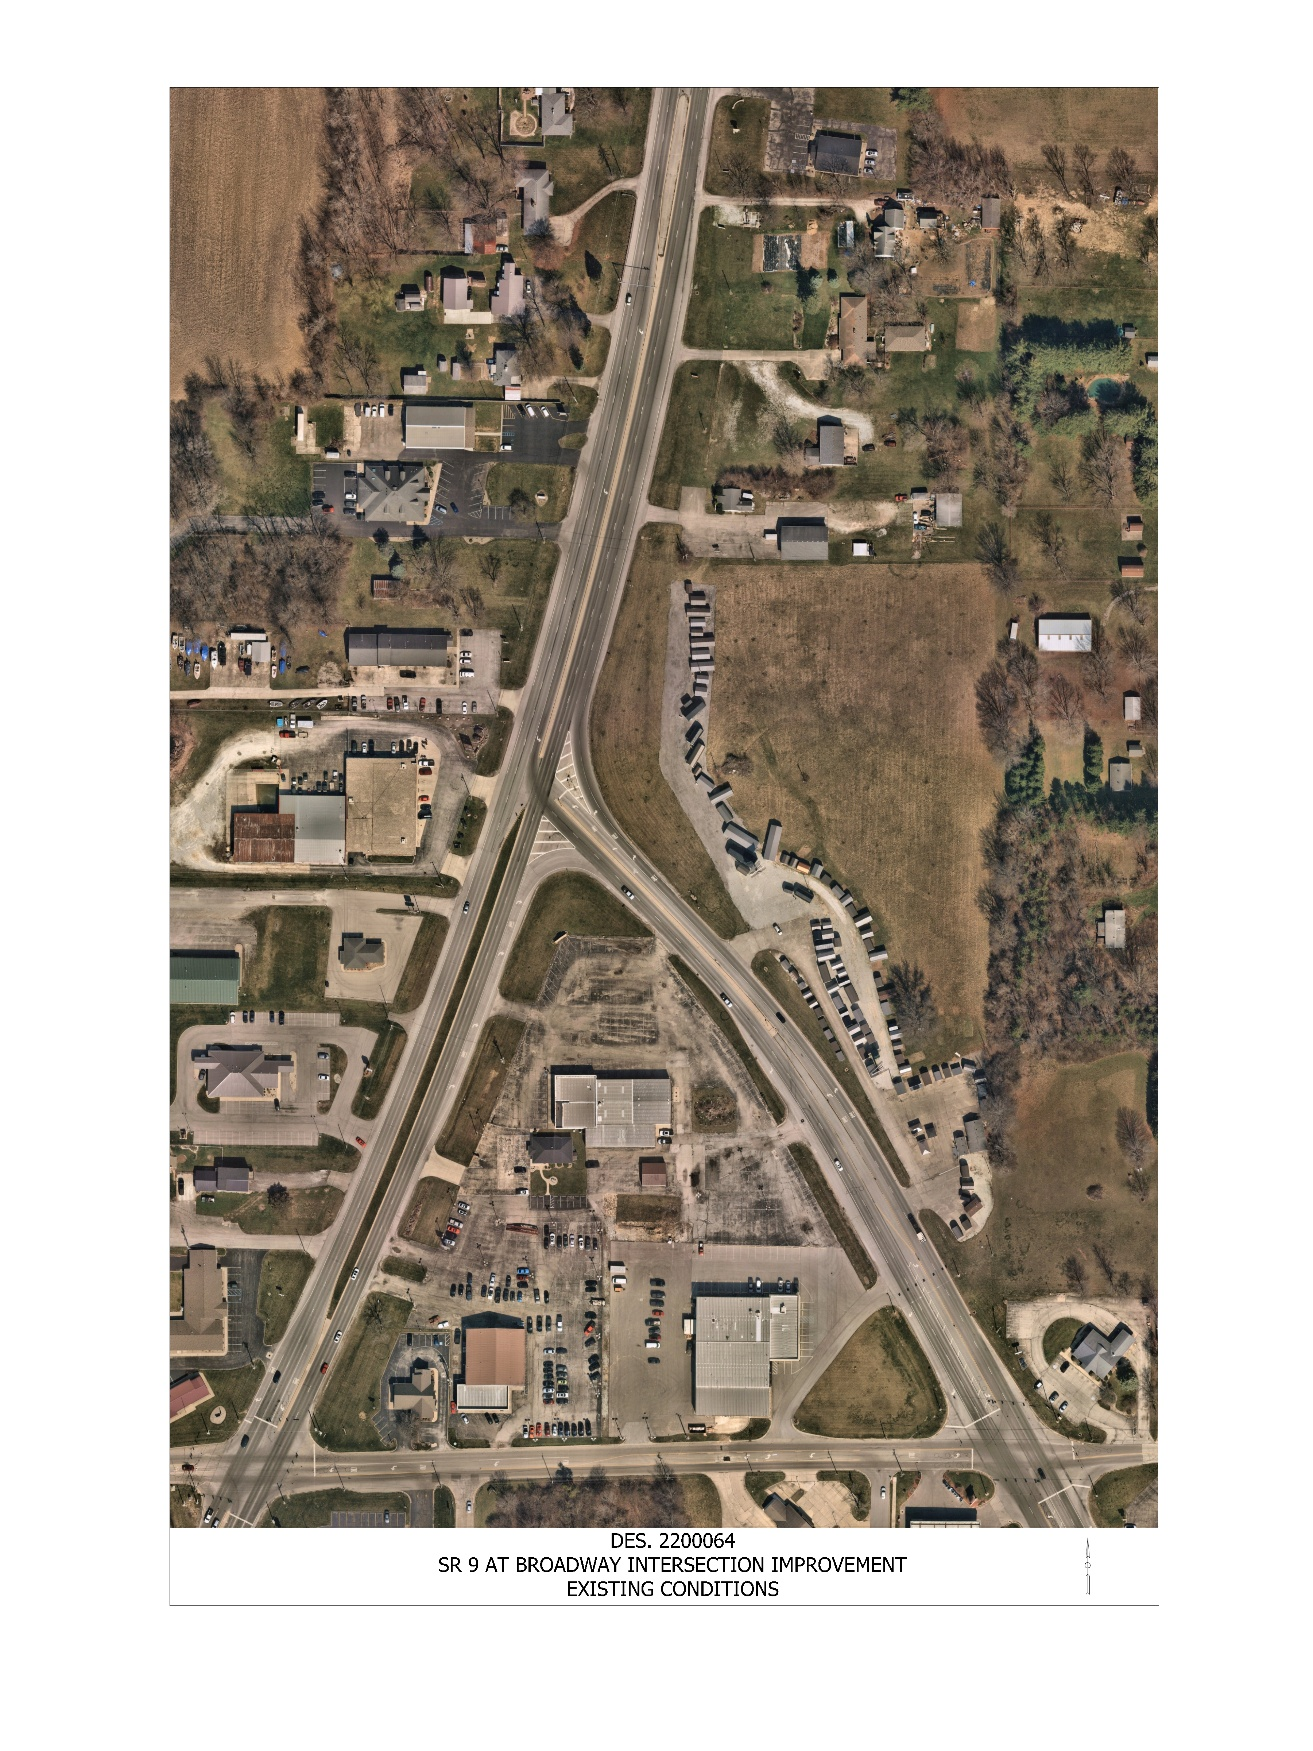 DES. 2200064
SR 9 AT BROADWAY INTERSECTION IMPROVEMENT
EXISTING CONDITIONS